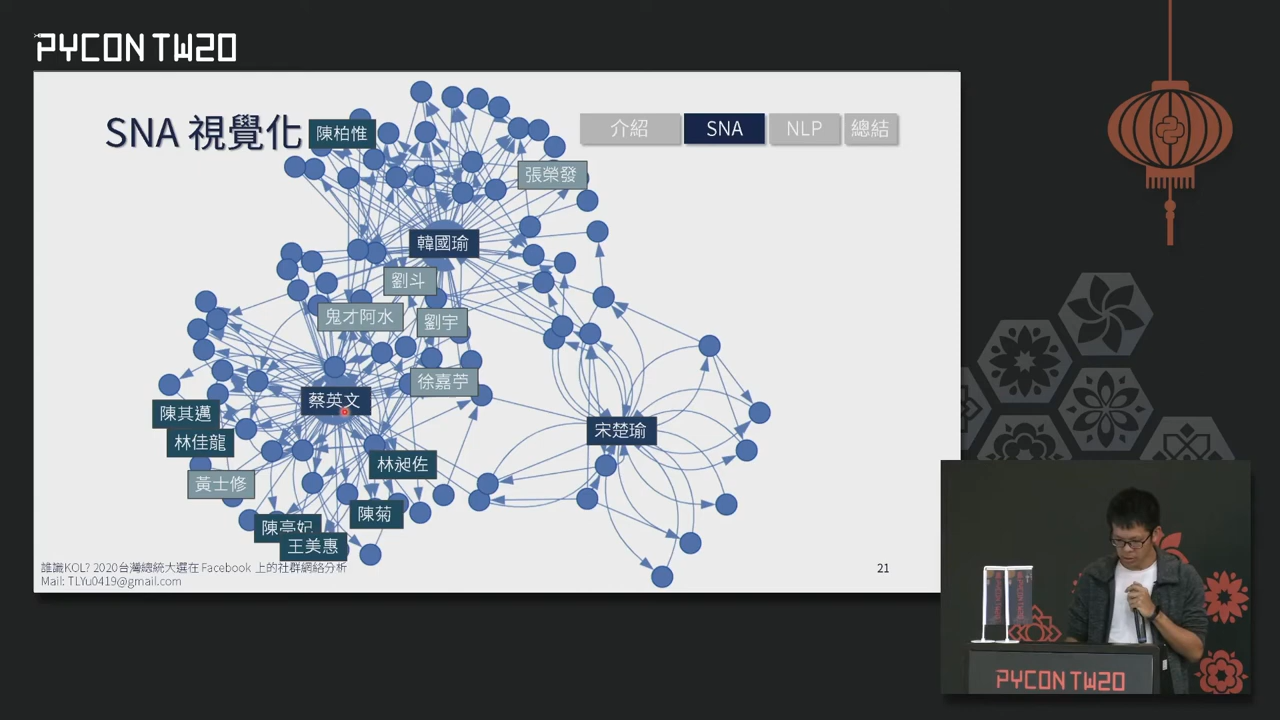 PYCON TW20
SNA 視覺化
介紹
SNA
NLP
總結
陳柏惟
張榮發
韓國瑜
劉斗
鬼才阿水
劉宇
徐嘉苧
蔡英文
陳其邁
林佳龍
宋楚瑜
林昶佐
黃士修
陳菊
陳亭妃
王美惠
誰識KOL? 2020台灣總統大選在 Facebook 上的社群網絡分析
Mail: TLYu0419@gmail.com
21
PYCON TW20